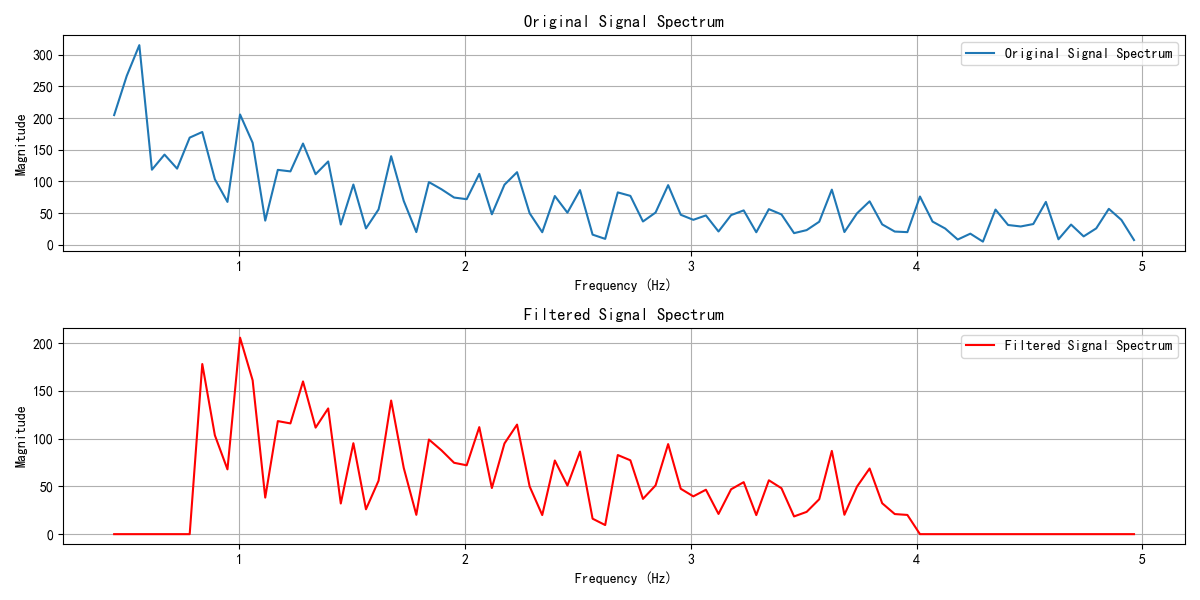 Original Signal Spectrum
Original Signal Spectrum
300
250
200
150
100
50
0
Magnitude
1 2 3 4 5
Frequency (Hz)
Filtered Signal Spectrum
Filtered Signal Spectrum
200
150
100
50
0
Magnitude
1 2 3 4 5
Frequency (Hz)